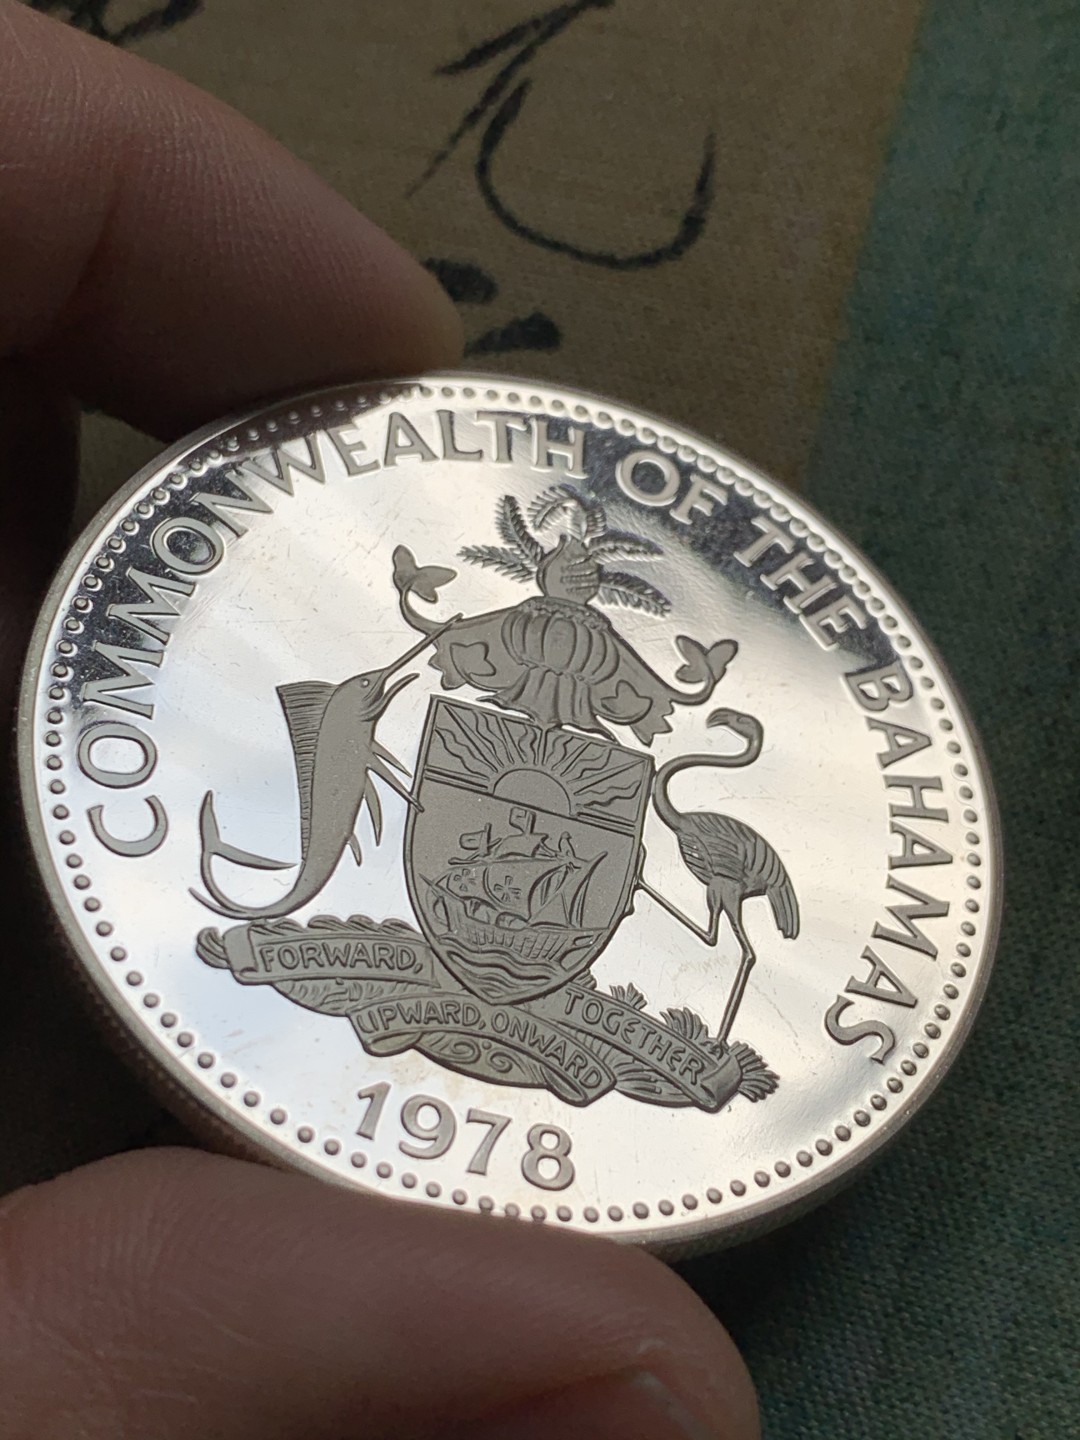 COMMONWEALTH OF THE BAHAMAS
FORWARD,
UPWARD, ONWARD
TOGETHER
1978